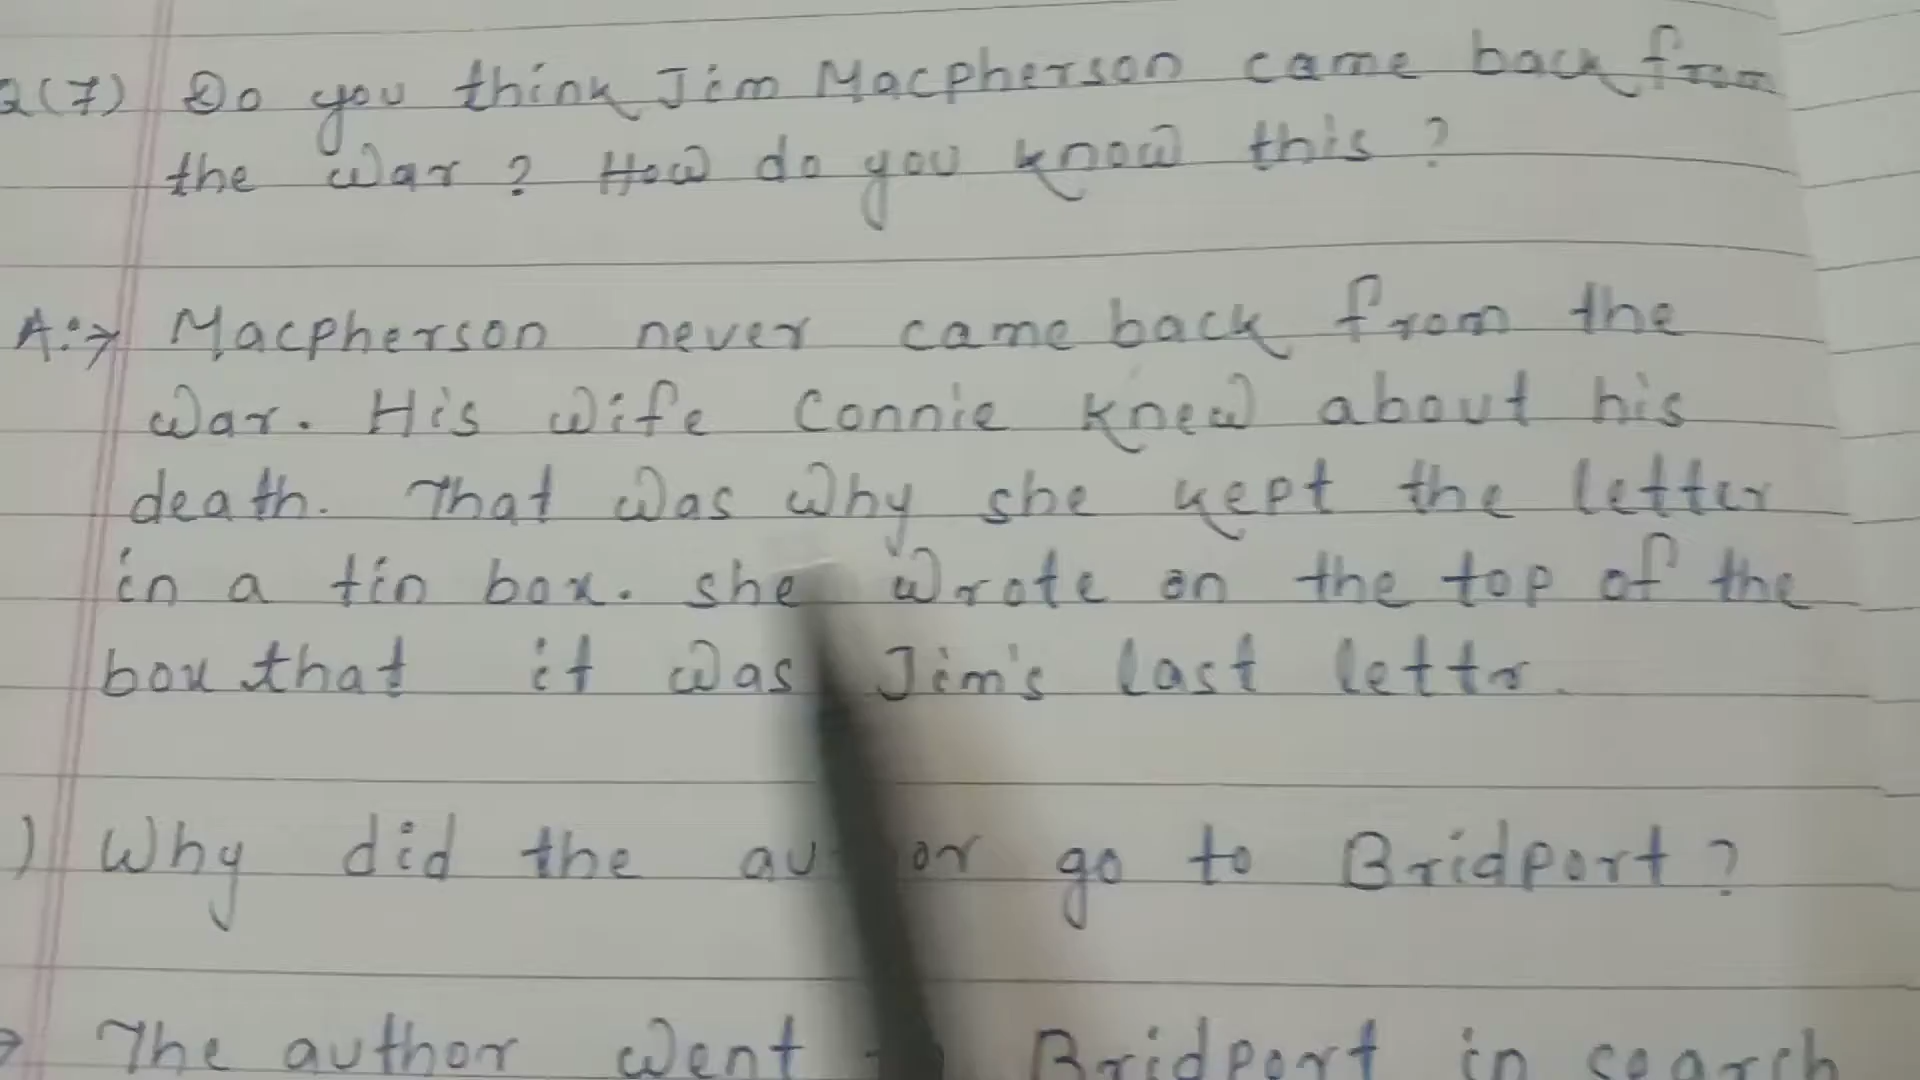 Q(7) Do you think Jim Macpherson came back from
the war ? How do you know this ?
A:→ Macpherson never came back from the
war. His wife Connie knew about his
death. That was why she kept the letter
in a tin box. She wrote on the top of the
box that it was Jim's last lettr.
) Why did the or go to Bridport ?
→ The author went Bridport in search